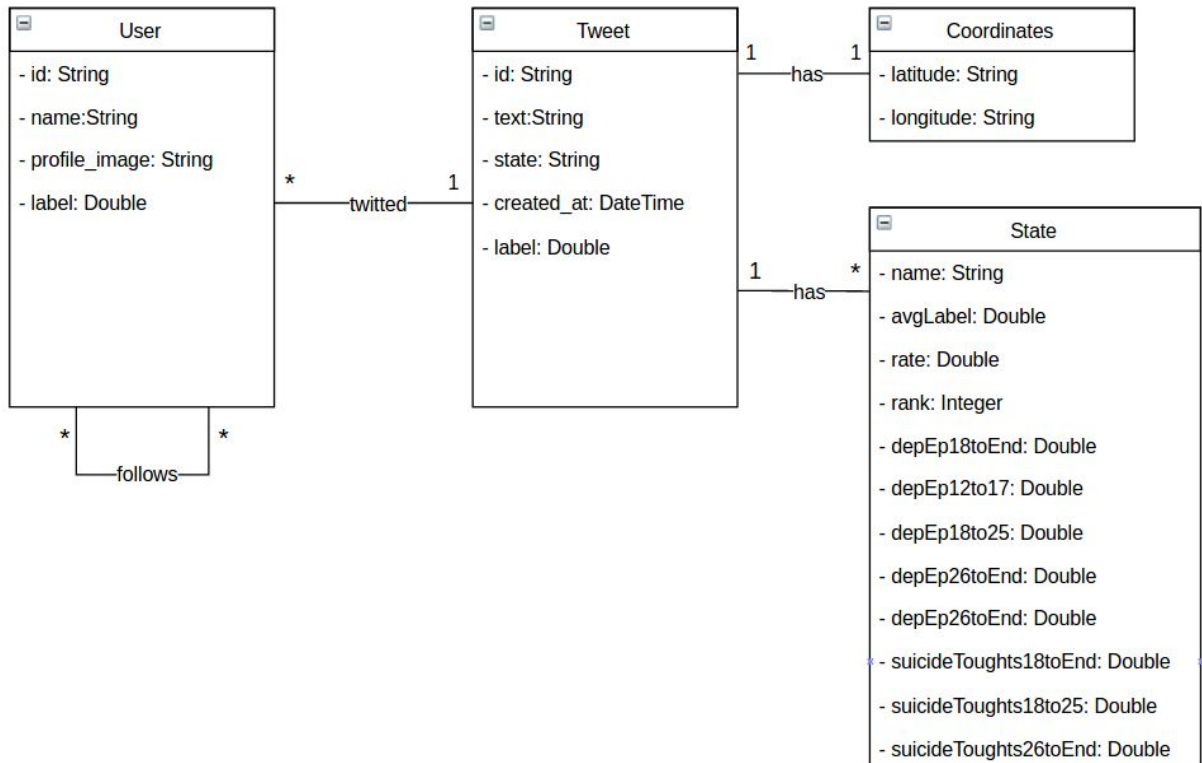 User
- id: String
- name:String
- profile_image: String
- label: Double
* twitted 1
* follows *
Tweet
- id: String
- text:String
- state: String
- created_at: DateTime
- label: Double
1 has 1
1 has *
Coordinates
- latitude: String
- longitude: String
State
- name: String
- avgLabel: Double
- rate: Double
- rank: Integer
- depEp18toEnd: Double
- depEp12to17: Double
- depEp18to25: Double
- depEp26toEnd: Double
- depEp26toEnd: Double
- suicideToughts18toEnd: Double
- suicideToughts18to25: Double
- suicideToughts26toEnd: Double